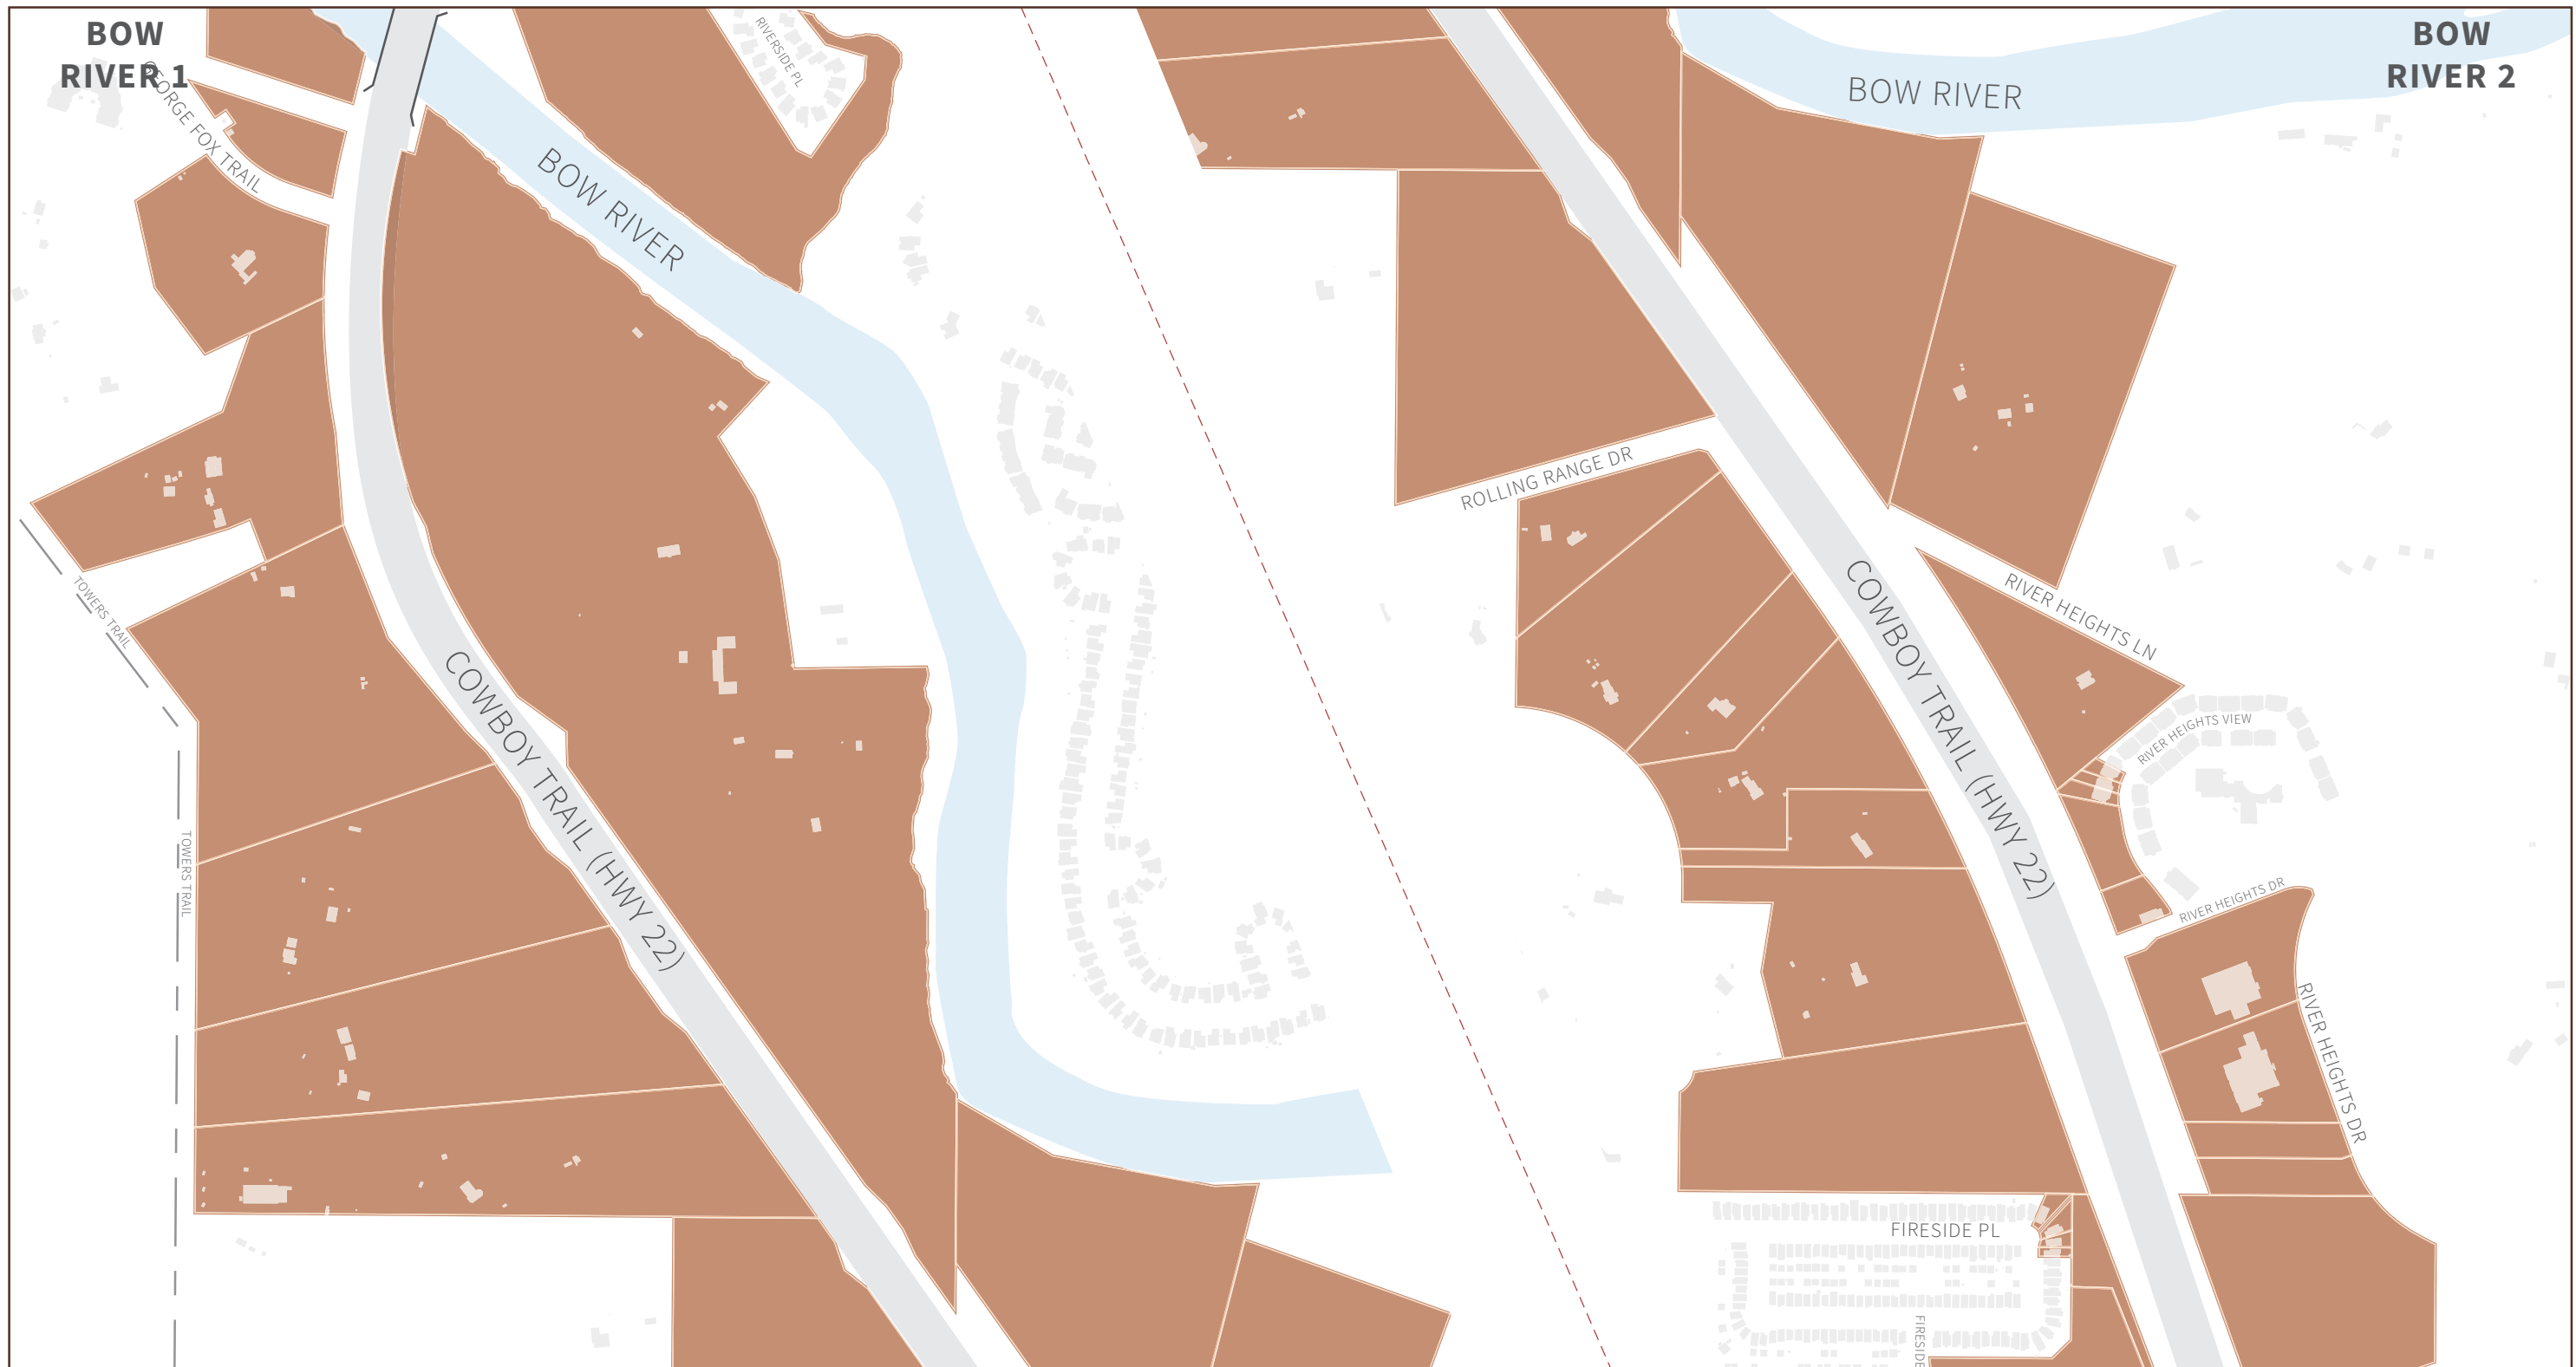 BOW
RIVER 1
BOW
RIVER 2
RIVERSIDE PL
GEORGE FOX TRAIL
BOW RIVER
BOW RIVER
ROLLING RANGE DR
TOWERS TRAIL
COWBOY TRAIL (HWY 22)
COWBOY TRAIL (HWY 22)
RIVER HEIGHTS LN
RIVER HEIGHTS VIEW
TOWERS TRAIL
RIVER HEIGHTS DR
RIVER HEIGHTS DR
FIRESIDE PL
FIRESIDE